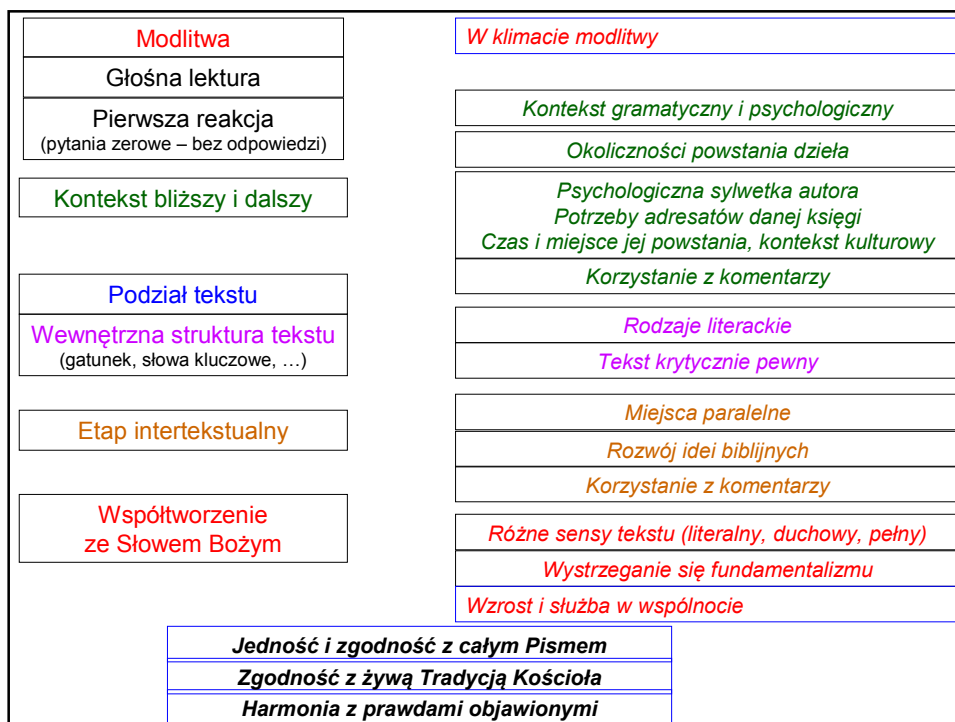 Modlitwa
Głośna lektura
Pierwsza reakcja
(pytania zerowe – bez odpowiedzi)
Kontekst bliższy i dalszy
Podział tekstu
Wewnętrzna struktura tekstu
(gatunek, słowa kluczowe, …)
Etap intertekstualny
Współtworzenie
ze Słowem Bożym
W klimacie modlitwy
Kontekst gramatyczny i psychologiczny
Okoliczności powstania dzieła
Psychologiczna sylwetka autora
Potrzeby adresatów danej księgi
Czas i miejsce jej powstania, kontekst kulturowy
Korzystanie z komentarzy
Rodzaje literackie
Tekst krytycznie pewny
Miejsca paralelne
Rozwój idei biblijnych
Korzystanie z komentarzy
Różne sensy tekstu (literalny, duchowy, pełny)
Wystrzeganie się fundamentalizmu
Wzrost i służba w wspólnocie
Jedność i zgodność z całym Pismem
Zgodność z żywą Tradycją Kościoła
Harmonia z prawdami objawionymi